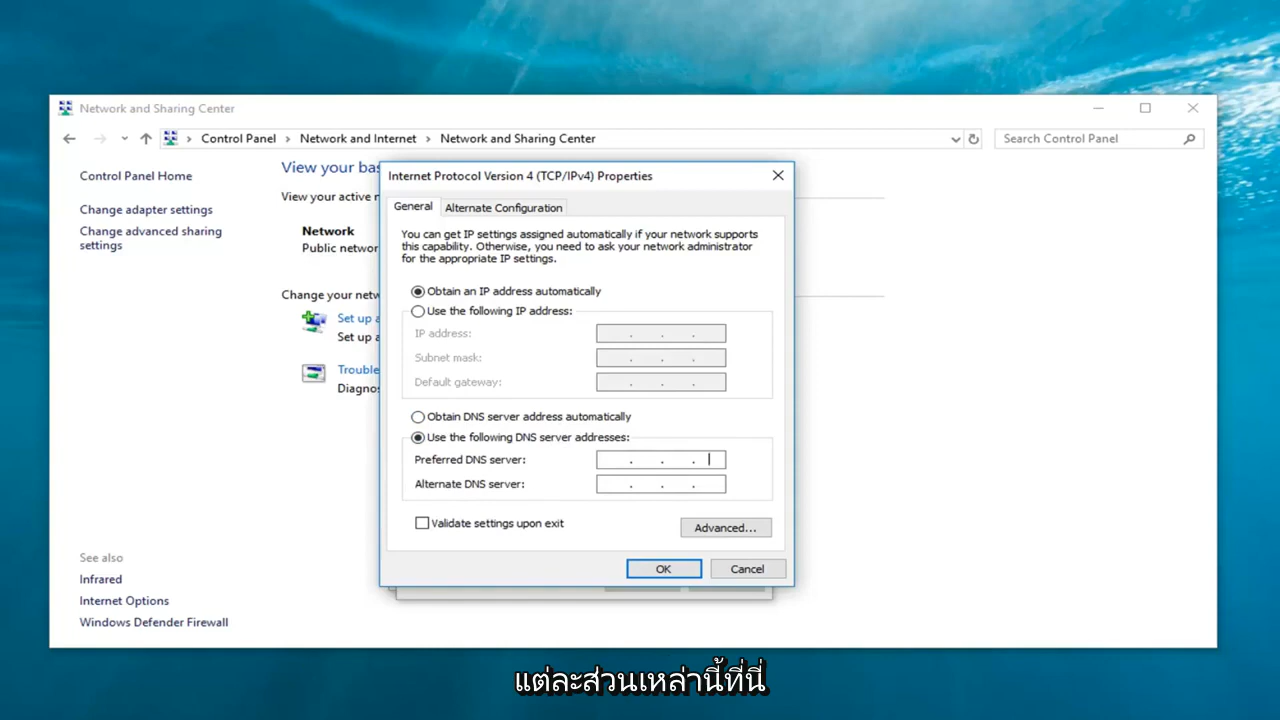 Network and Sharing Center
Control Panel > Network and Internet > Network and Sharing Center
Search Control Panel
Control Panel Home
Change adapter settings
Change advanced sharing
settings
See also
Infrared
Internet Options
Windows Defender Firewall
View your bas
View your active n
Network
Public networ
Change your netw
Set up a
Set up a
Trouble
Diagnos
Internet Protocol Version 4 (TCP/IPv4) Properties
General
Alternate Configuration
You can get IP settings assigned automatically if your network supports
this capability. Otherwise, you need to ask your network administrator
for the appropriate IP settings.
Obtain an IP address automatically
Use the following IP address:
IP address:
Subnet mask:
Default gateway:
Obtain DNS server address automatically
Use the following DNS server addresses:
Preferred DNS server:
Alternate DNS server:
Validate settings upon exit
Advanced...
OK
Cancel
แต่ละส่วนเหล่านี้ที่นี่